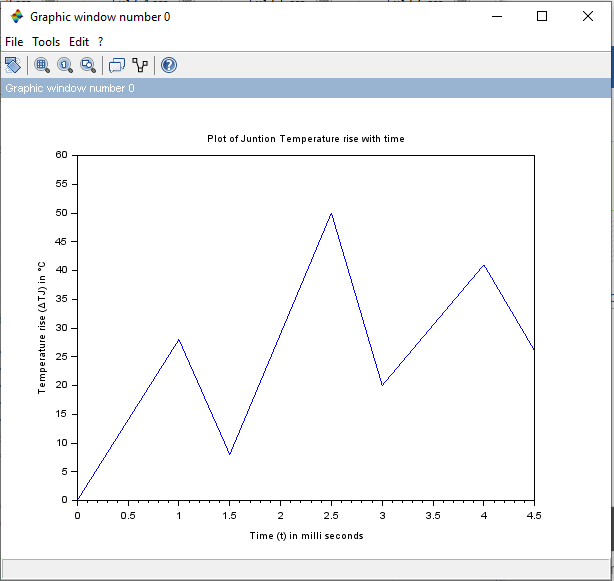 Graphic window number 0
File Tools Edit ?
Graphic window number 0
Plot of Juntion Temperature rise with time
60
55
50
45
40
35
30
25
20
15
10
5
0
Temperature rise (ΔTJ) in °C
0 0.5 1 1.5 2 2.5 3 3.5 4 4.5
Time (t) in milli seconds